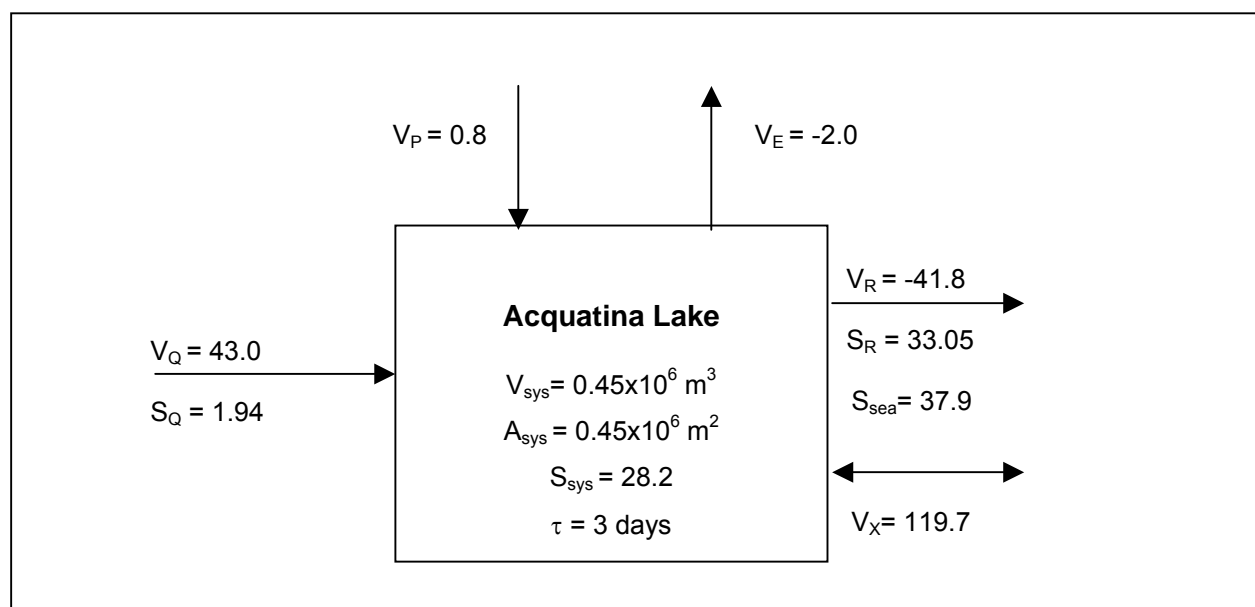 V_P = 0.8
V_E = -2.0
V_Q = 43.0
S_Q = 1.94
Acquatina Lake
V_sys= 0.45x10^6 m^3
A_sys = 0.45x10^6 m^2
S_sys = 28.2
τ = 3 days
V_R = -41.8
S_R = 33.05
S_sea= 37.9
V_X= 119.7